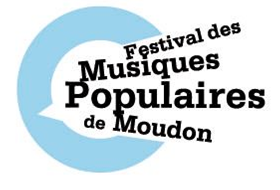 Festival des
Musiques
Populaires
de Moudon